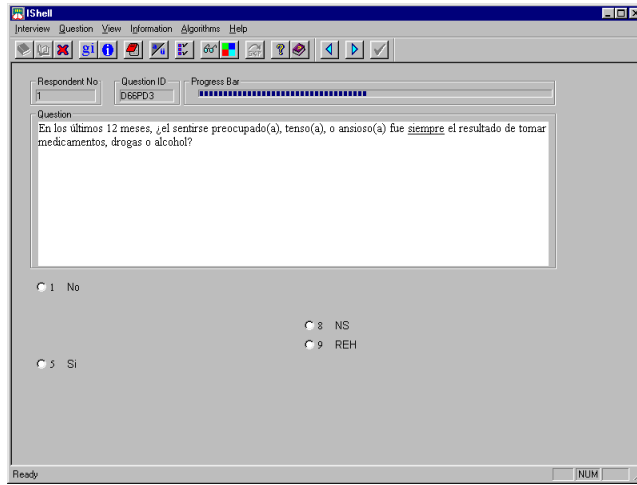 IShell
Interview Question View Information Algorithms Help
gi
Respondent No
Question ID
Progress Bar
1
D66PD3
Question
En los últimos 12 meses, ¿el sentirse preocupado(a), tenso(a), o ansioso(a) fue siempre el resultado de tomar
medicamentos, drogas o alcohol?
1 No
8 NS
9 REH
5 Si
Ready
NUM